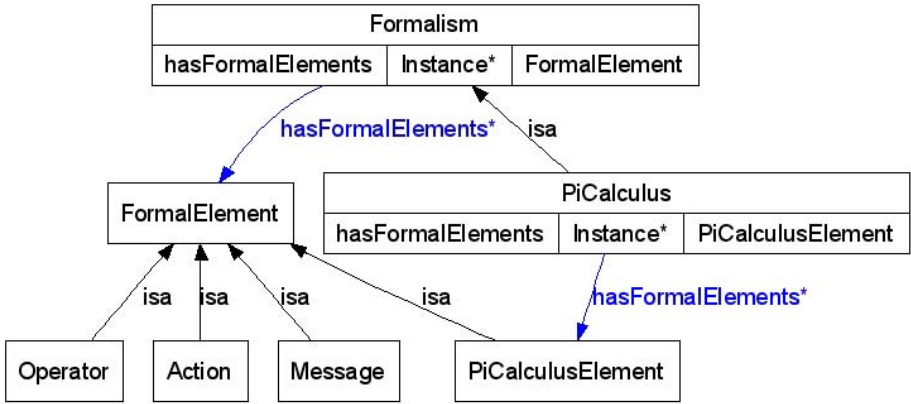 Formalism
hasFormalElements Instance* FormalElement
hasFormalElements* isa
FormalElement
PiCalculus
hasFormalElements Instance* PiCalculusElement
isa isa isa isa hasFormalElements*
Operator Action Message PiCalculusElement